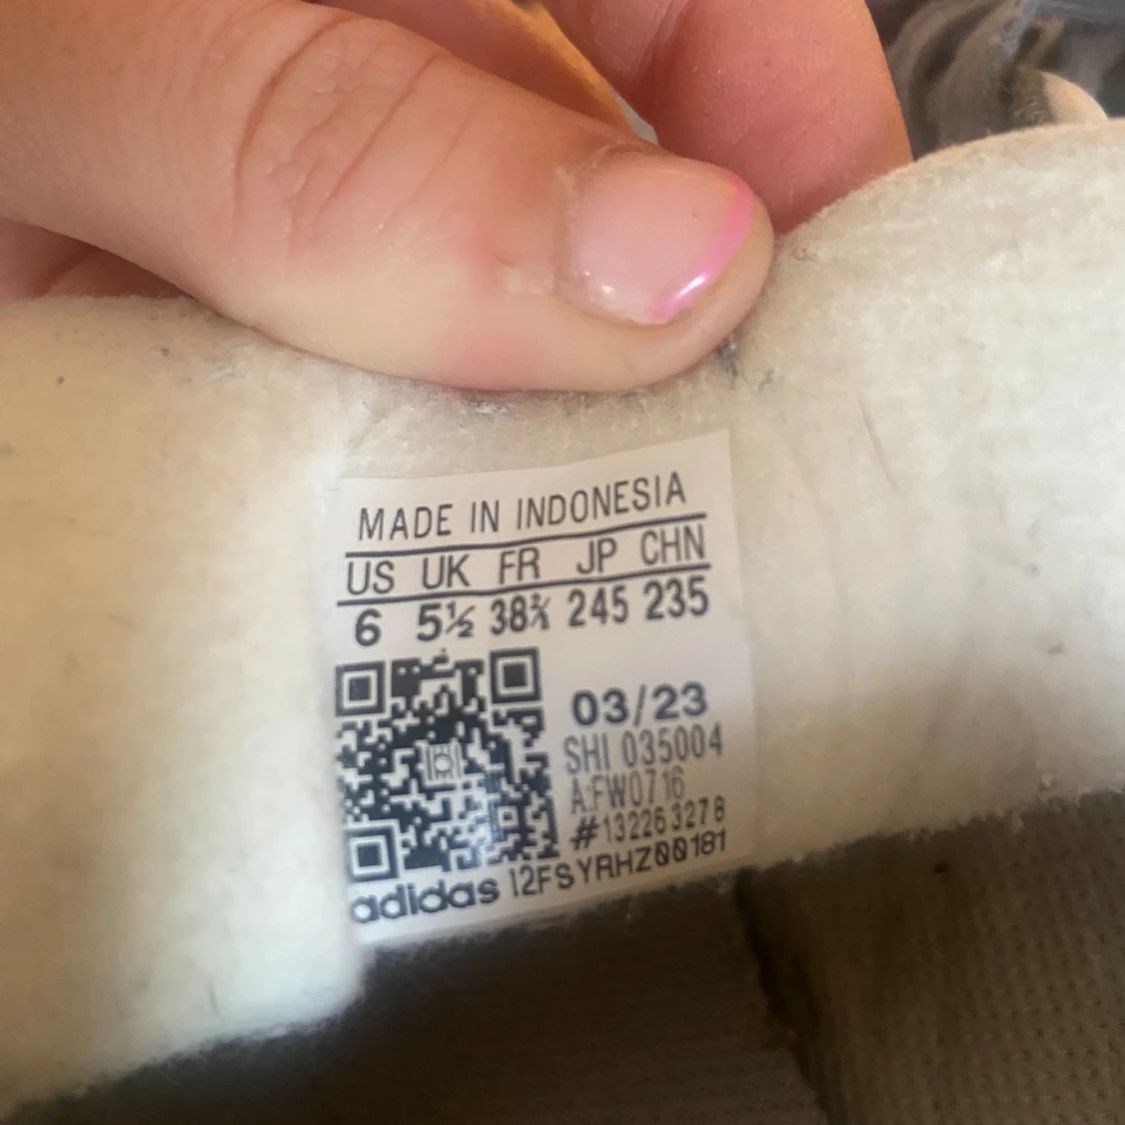 MADE IN INDONESIA
US UK FR JP CHN
6 5½ 38⅔ 245 235
03/23
SHI 035004
A:FW0716
#132263278
adidas 12FSYRHZ00181